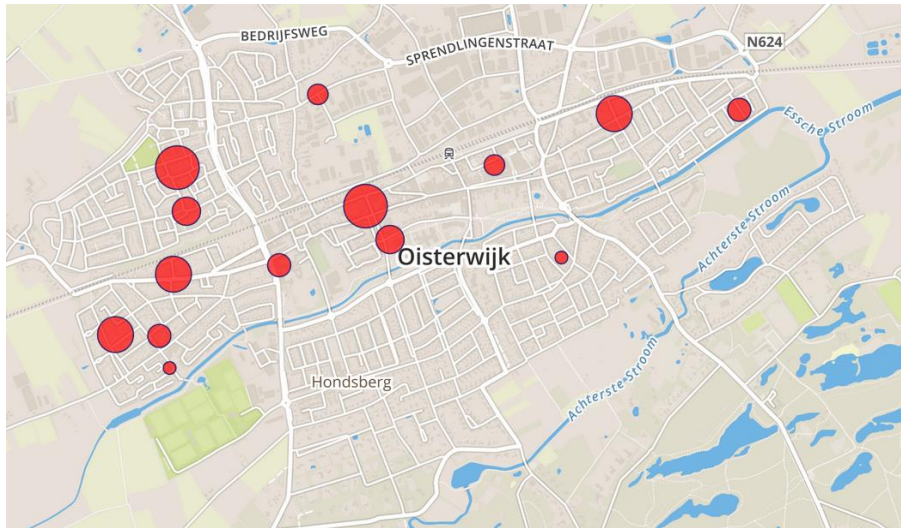 BEDRIJFSWEG
SPRENDLINGENSTRAAT
N624
Essche Stroom
Achterste Stroom
Oisterwijk
Hondsberg
Achterste Stroom